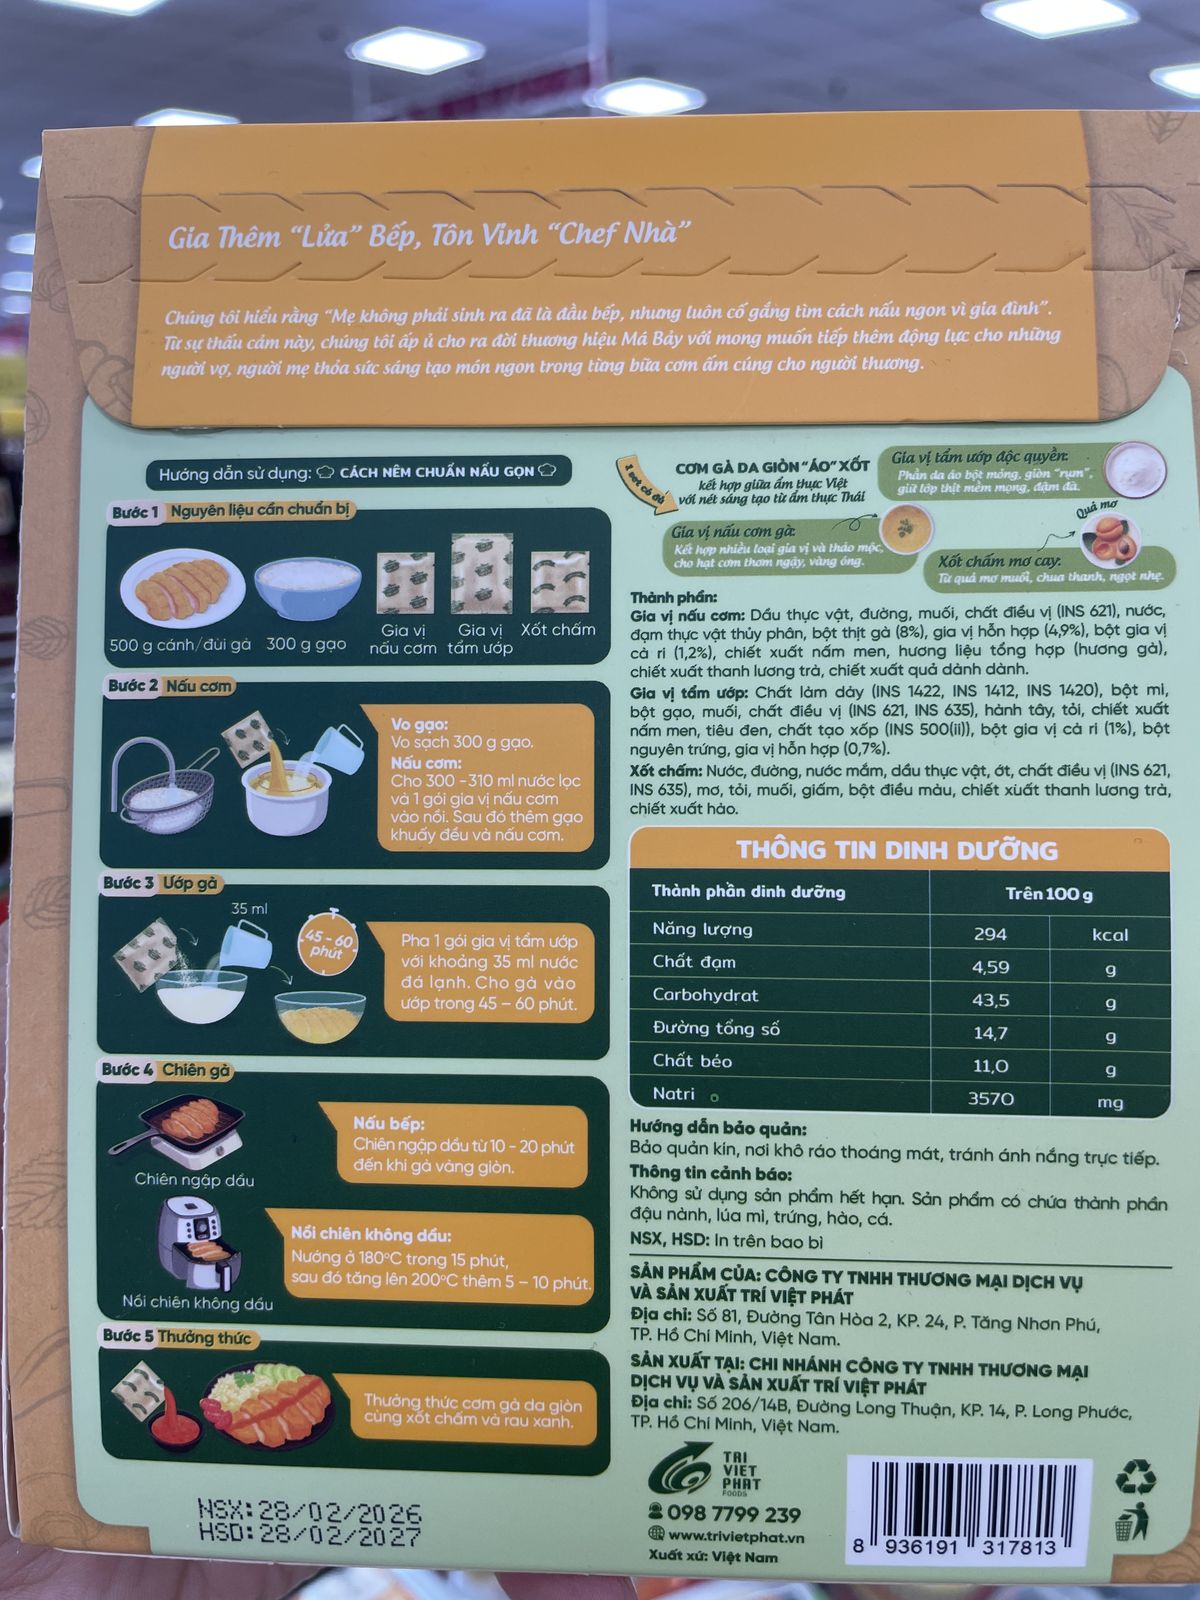 Gia Thêm “Lửa” Bếp, Tôn Vinh “Chef Nhà”
Chúng tôi hiểu rằng “Mẹ không phải sinh ra đã là đầu bếp, nhưng luôn cố gắng tìm cách nấu ngon vì gia đình”.
Từ sự thấu cảm này, chúng tôi ấp ủ cho ra đời thương hiệu Má Bảy với mong muốn tiếp thêm động lực cho những
người vợ, người mẹ thỏa sức sáng tạo món ngon trong từng bữa cơm ấm cúng cho người thương.
Hướng dẫn sử dụng: CÁCH NÊM CHUẨN NẤU GỌN
Bước 1 Nguyên liệu cần chuẩn bị
500 g cánh/đùi gà
300 g gạo
Gia vị
nấu cơm
Gia vị
tẩm ướp
Xốt chấm
Bước 2 Nấu cơm
Vo gạo:
Vo sạch 300 g gạo.
Nấu cơm:
Cho 300 -310 ml nước lọc
và 1 gói gia vị nấu cơm
vào nồi. Sau đó thêm gạo
khuấy đều và nấu cơm.
Bước 3 Ướp gà
35 ml
45 - 60
phút
Pha 1 gói gia vị tẩm ướp
với khoảng 35 ml nước
đá lạnh. Cho gà vào
ướp trong 45 – 60 phút.
Bước 4 Chiên gà
Chiên ngập dầu
Nấu bếp:
Chiên ngập dầu từ 10 - 20 phút
đến khi gà vàng giòn.
Nồi chiên không dầu
Nồi chiên không dầu:
Nướng ở 180°C trong 15 phút,
sau đó tăng lên 200°C thêm 5 – 10 phút.
Bước 5 Thưởng thức
Thưởng thức cơm gà da giòn
cùng xốt chấm và rau xanh.
NSX:28/02/2026
HSD:28/02/2027
1 set có đủ
CƠM GÀ DA GIÒN “ÁO” XỐT
kết hợp giữa ẩm thực Việt
với nét sáng tạo từ ẩm thực Thái
Gia vị tẩm ướp độc quyền:
Phần da áo bột mỏng, giòn “rụm”,
giữ lớp thịt mềm mọng, đậm đà.
Gia vị nấu cơm gà:
Kết hợp nhiều loại gia vị và thảo mộc,
cho hạt cơm thơm ngậy, vàng óng.
Quả mơ
Xốt chấm mơ cay:
Từ quả mơ muối, chua thanh, ngọt nhẹ.
Thành phần:
Gia vị nấu cơm: Dầu thực vật, đường, muối, chất điều vị (INS 621), nước,
đạm thực vật thủy phân, bột thịt gà (8%), gia vị hỗn hợp (4,9%), bột gia vị
cà ri (1,2%), chiết xuất nấm men, hương liệu tổng hợp (hương gà),
chiết xuất thanh lương trà, chiết xuất quả dành dành.
Gia vị tẩm ướp: Chất làm dày (INS 1422, INS 1412, INS 1420), bột mì,
bột gạo, muối, chất điều vị (INS 621, INS 635), hành tây, tỏi, chiết xuất
nấm men, tiêu đen, chất tạo xốp (INS 500(ii)), bột gia vị cà ri (1%), bột
nguyên trứng, gia vị hỗn hợp (0,7%).
Xốt chấm: Nước, đường, nước mắm, dầu thực vật, ớt, chất điều vị (INS 621,
INS 635), mơ, tỏi, muối, giấm, bột điều màu, chiết xuất thanh lương trà,
chiết xuất hào.
THÔNG TIN DINH DƯỠNG
Thành phần dinh dưỡng Trên 100 g
Năng lượng 294 kcal
Chất đạm 4,59 g
Carbohydrat 43,5 g
Đường tổng số 14,7 g
Chất béo 11,0 g
Natri 3570 mg
Hướng dẫn bảo quản:
Bảo quản kín, nơi khô ráo thoáng mát, tránh ánh nắng trực tiếp.
Thông tin cảnh báo:
Không sử dụng sản phẩm hết hạn. Sản phẩm có chứa thành phần
đậu nành, lúa mì, trứng, hào, cá.
NSX, HSD: In trên bao bì
SẢN PHẨM CỦA: CÔNG TY TNHH THƯƠNG MẠI DỊCH VỤ
VÀ SẢN XUẤT TRÍ VIỆT PHÁT
Địa chỉ: Số 81, Đường Tân Hòa 2, KP. 24, P. Tăng Nhơn Phú,
TP. Hồ Chí Minh, Việt Nam.
SẢN XUẤT TẠI: CHI NHÁNH CÔNG TY TNHH THƯƠNG MẠI
DỊCH VỤ VÀ SẢN XUẤT TRÍ VIỆT PHÁT
Địa chỉ: Số 206/14B, Đường Long Thuận, KP. 14, P. Long Phước,
TP. Hồ Chí Minh, Việt Nam.
TRI
VIET
PHAT
FOODS
098 7799 239
www.trivietphat.vn
Xuất xứ: Việt Nam
8 936191 317813